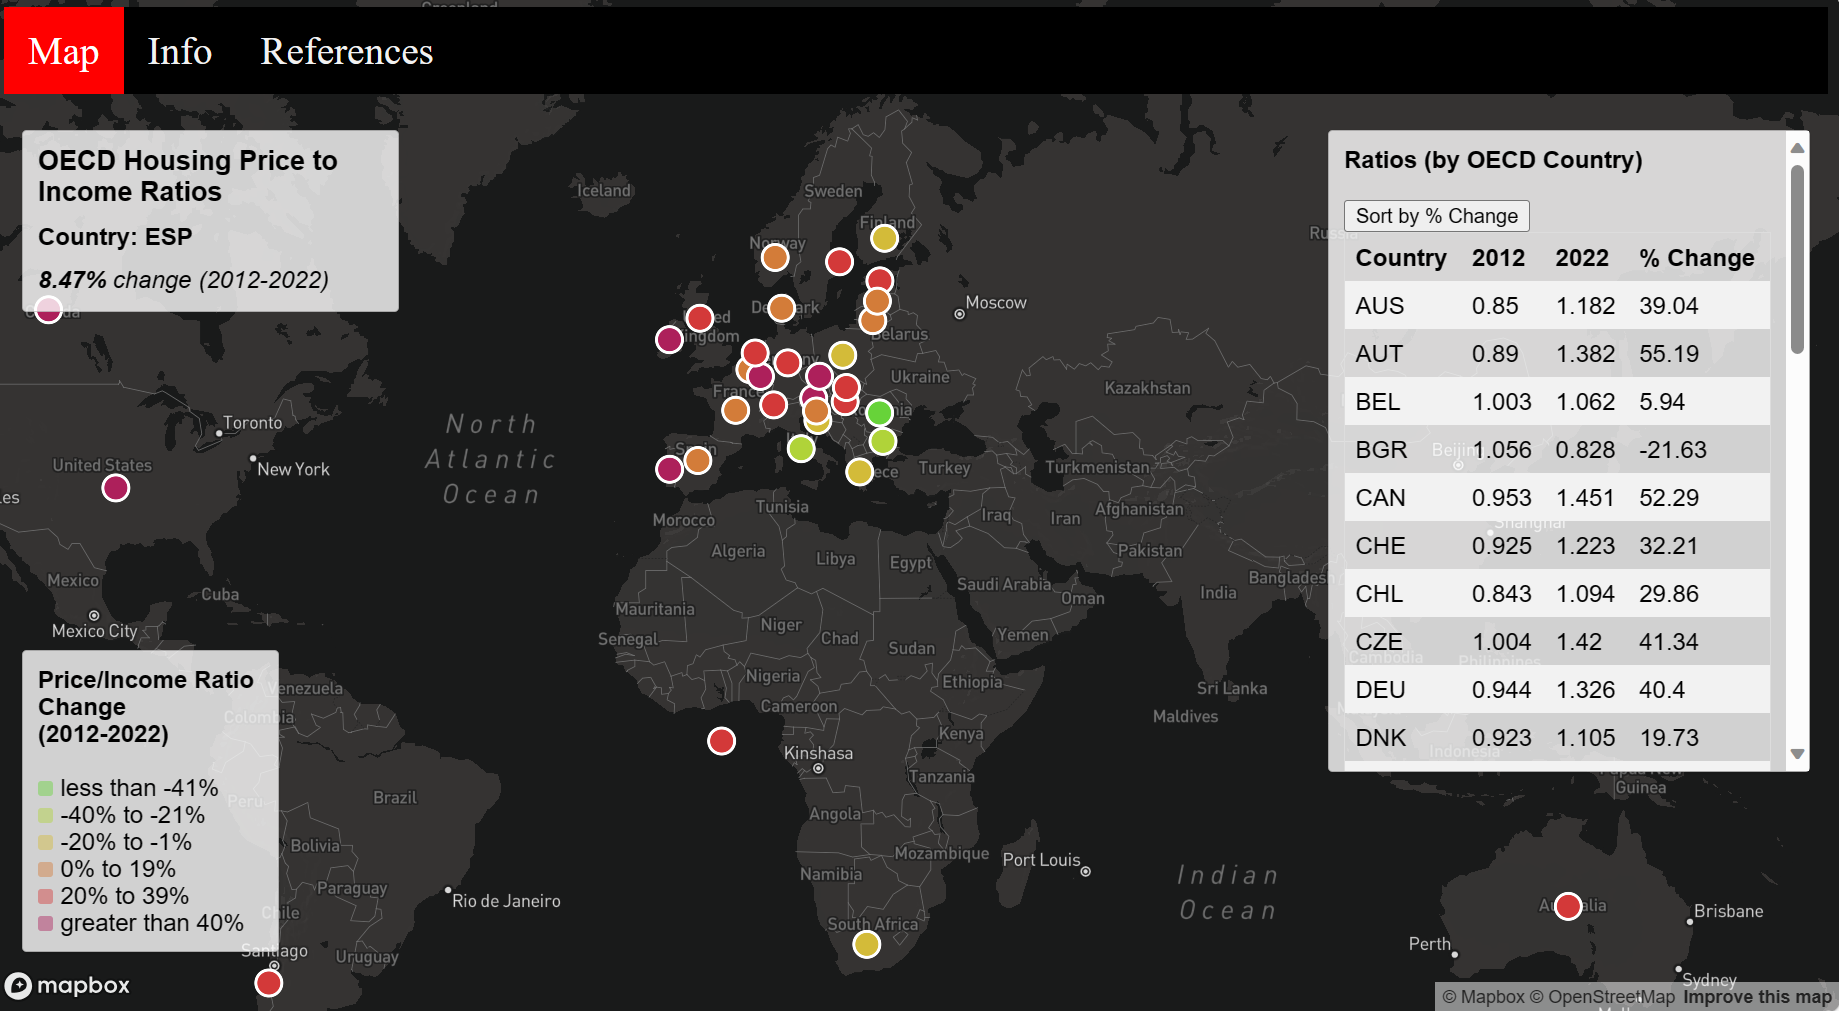 Map Info References
OECD Housing Price to
Income Ratios
Country: ESP
8.47% change (2012-2022)
Ratios (by OECD Country)
Sort by % Change
Country 2012 2022 % Change
AUS 0.85 1.182 39.04
AUT 0.89 1.382 55.19
BEL 1.003 1.062 5.94
BGR 1.056 0.828 -21.63
CAN 0.953 1.451 52.29
CHE 0.925 1.223 32.21
CHL 0.843 1.094 29.86
CZE 1.004 1.42 41.34
DEU 0.944 1.326 40.4
DNK 0.923 1.105 19.73
Price/Income Ratio
Change
(2012-2022)
less than -41%
-40% to -21%
-20% to -1%
0% to 19%
20% to 39%
greater than 40%
Greenland
Iceland
Sweden
Finland
Norway
Moscow
Belarus
Ukraine
Kazakhstan
Toronto
New York
United States
North
Atlantic
Ocean
Turkey
Turkmenistan
Tunisia
Morocco
Algeria
Libya
Egypt
Iraq
Iran
Afghanistan
Pakistan
Saudi Arabia
Oman
India
Bangladesh
Mexico
Cuba
Mexico City
Mauritania
Senegal
Niger
Chad
Sudan
Yemen
Nigeria
Ethiopia
Cameroon
Sri Lanka
Maldives
Venezuela
Colombia
Kenya
Kinshasa
Tanzania
Angola
Peru
Brazil
Bolivia
Paraguay
Chile
Rio de Janeiro
Santiago
Uruguay
Mozambique
Port Louis
Namibia
South Africa
Indian
Ocean
Beijing
Shanghai
Cambodia
Philippines
Indonesia
Papua New
Guinea
Brisbane
Perth
Sydney
mapbox
© Mapbox © OpenStreetMap Improve this map